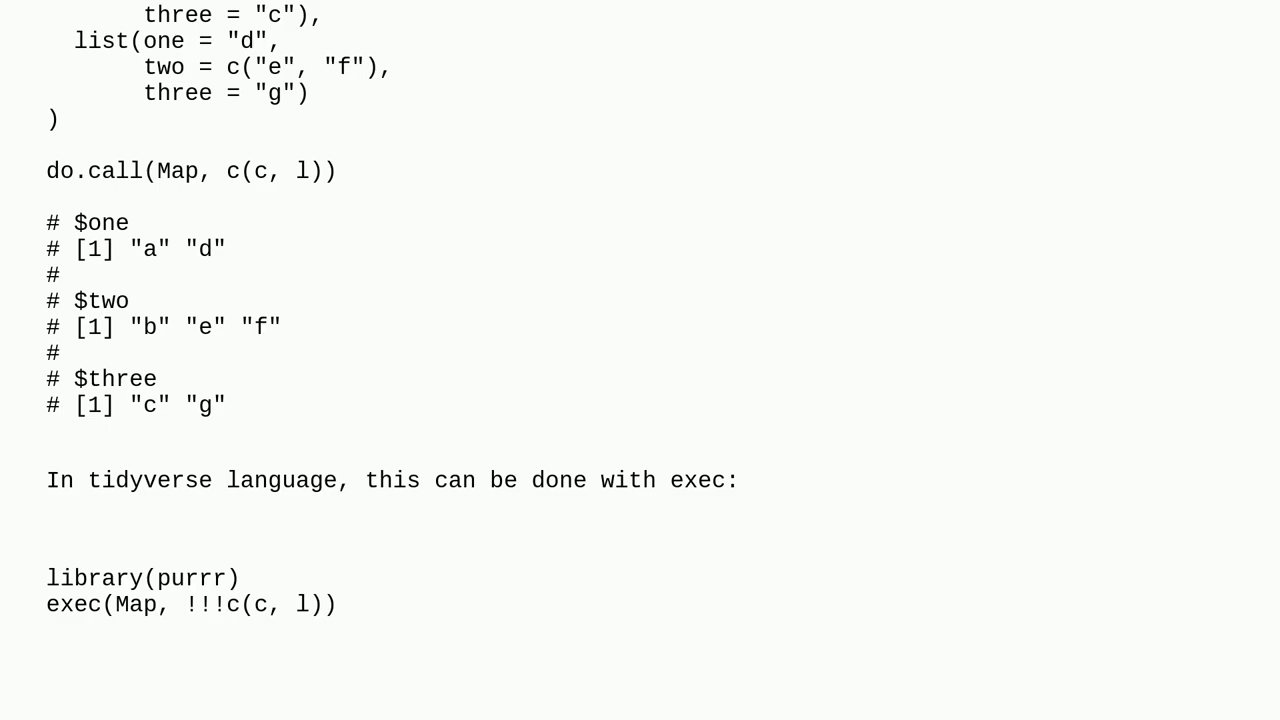 three = "c"),
list(one = "d",
two = c("e", "f"),
three = "g")
)
do.call(Map, c(c, l))
# $one
# [1] "a" "d"
#
# $two
# [1] "b" "e" "f"
#
# $three
# [1] "c" "g"
In tidyverse language, this can be done with exec:
library(purrr)
exec(Map, !!!c(c, l))